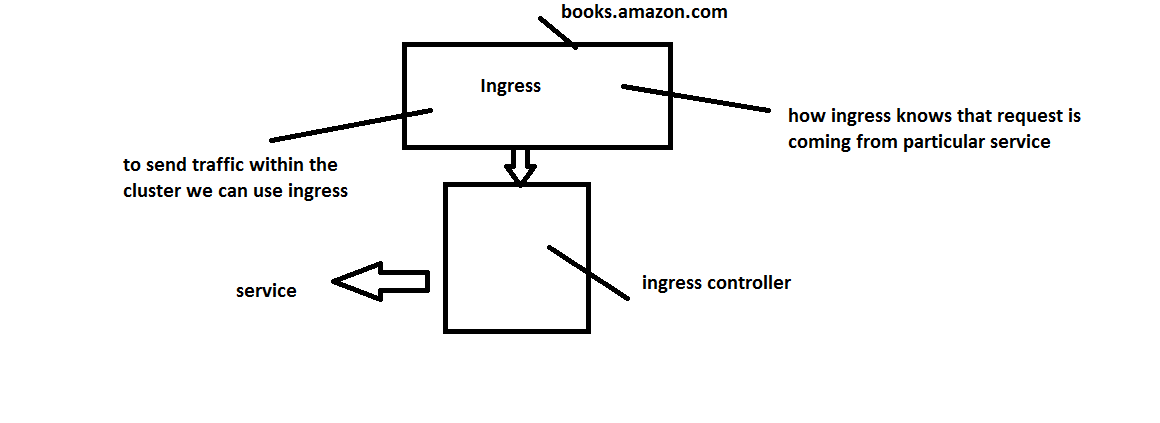 books.amazon.com
Ingress
how ingress knows that request is
coming from particular service
to send traffic within the
cluster we can use ingress
ingress controller
service